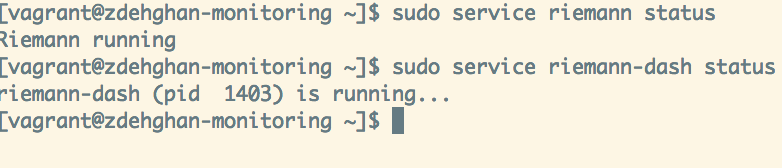 [vagrant@zdehghan-monitoring ~]$ sudo service riemann status
Riemann running
[vagrant@zdehghan-monitoring ~]$ sudo service riemann-dash status
riemann-dash (pid  1403) is running...
[vagrant@zdehghan-monitoring ~]$